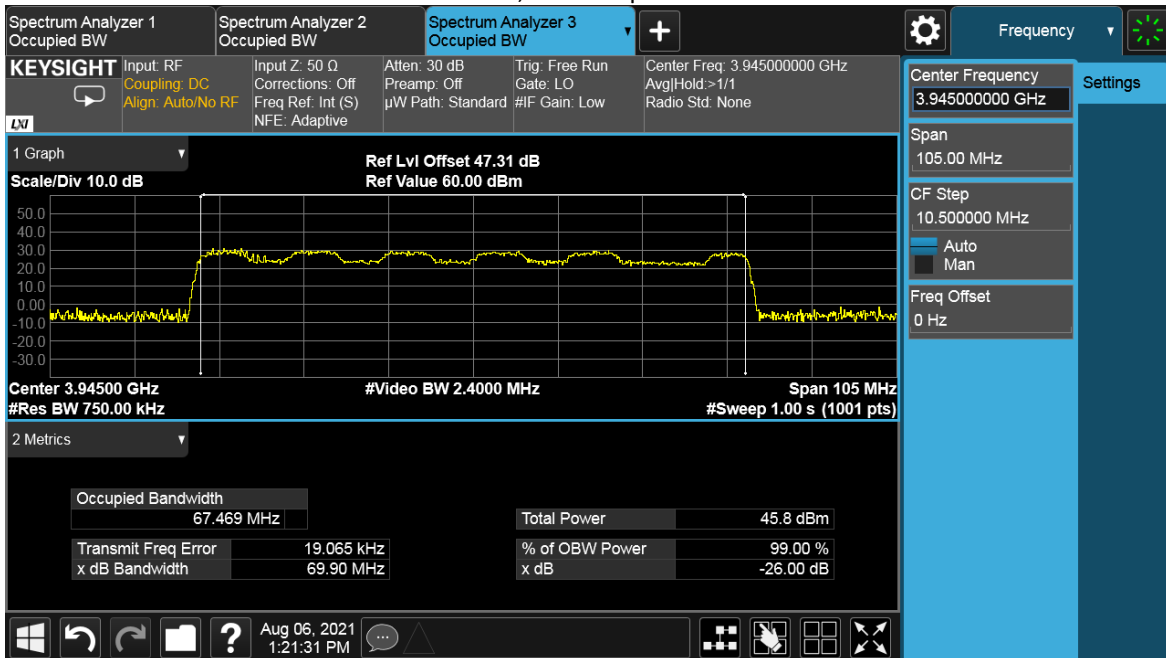 Spectrum Analyzer 1
Occupied BW
Spectrum Analyzer 2
Occupied BW
Spectrum Analyzer 3
Occupied BW
Frequency
KEYSIGHT
LXI
Input: RF
Coupling: DC
Align: Auto/No RF
Input Z: 50 Ω
Corrections: Off
Freq Ref: Int (S)
NFE: Adaptive
Atten: 30 dB
Preamp: Off
µW Path: Standard
Trig: Free Run
Gate: LO
#IF Gain: Low
Center Freq: 3.945000000 GHz
Avg|Hold:>1/1
Radio Std: None
Center Frequency
3.945000000 GHz
Settings
Span
105.00 MHz
CF Step
10.500000 MHz
Auto
Man
Freq Offset
0 Hz
1 Graph
Scale/Div 10.0 dB
Ref Lvl Offset 47.31 dB
Ref Value 60.00 dBm
50.0
40.0
30.0
20.0
10.0
0.00
-10.0
-20.0
-30.0
Center 3.94500 GHz
#Video BW 2.4000 MHz
Span 105 MHz
#Res BW 750.00 kHz
#Sweep 1.00 s (1001 pts)
2 Metrics
Occupied Bandwidth
67.469 MHz
Total Power 45.8 dBm
Transmit Freq Error 19.065 kHz
% of OBW Power 99.00 %
x dB Bandwidth 69.90 MHz
x dB -26.00 dB
?
Aug 06, 2021
1:21:31 PM